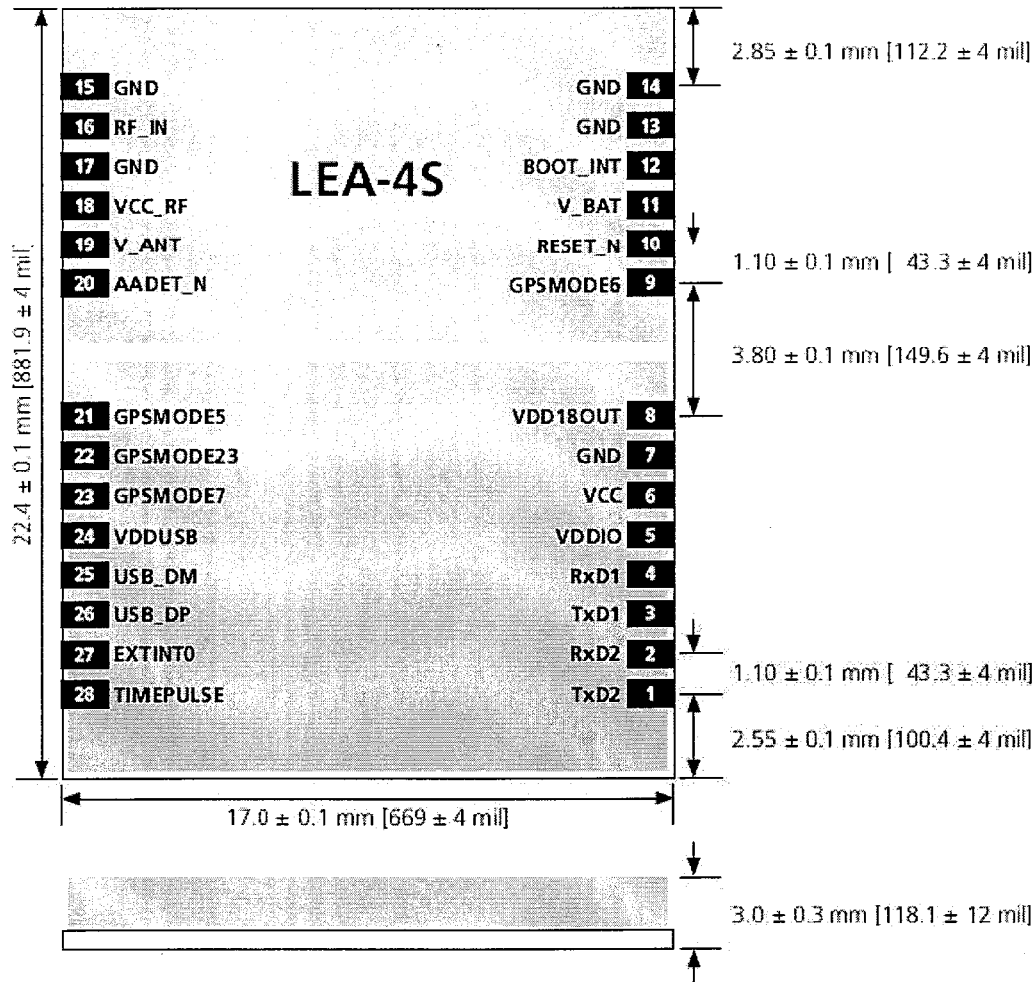 2.85 ± 0.1 mm [112.2 ± 4 mil]
15 GND GND 14
16 RF_IN GND 13
17 GND BOOT_INT 12
LEA-4S
18 VCC_RF V_BAT 11
19 V_ANT RESET_N 10
1.10 ± 0.1 mm [ 43.3 ± 4 mil]
20 AADET_N GPSMODE6 9
3.80 ± 0.1 mm [149.6 ± 4 mil]
22.4 ± 0.1 mm [881.9 ± 4 mil]
21 GPSMODE5 VDD18OUT 8
22 GPSMODE23 GND 7
23 GPSMODE7 VCC 6
24 VDDUSB VDDIO 5
25 USB_DM RxD1 4
26 USB_DP TxD1 3
27 EXTINT0 RxD2 2
1.10 ± 0.1 mm [ 43.3 ± 4 mil]
28 TIMEPULSE TxD2 1
2.55 ± 0.1 mm [100.4 ± 4 mil]
17.0 ± 0.1 mm [669 ± 4 mil]
3.0 ± 0.3 mm [118.1 ± 12 mil]